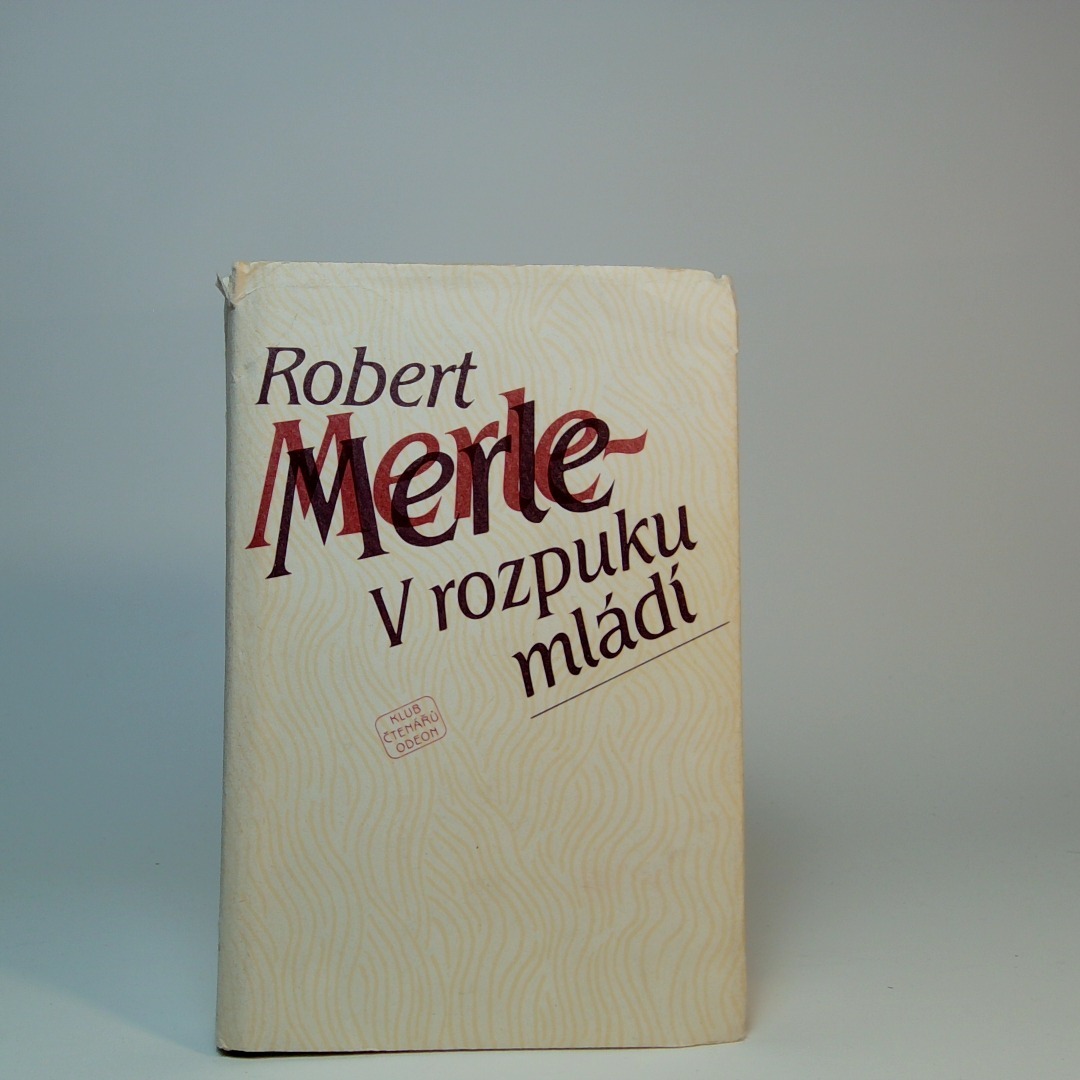 Robert
Merle
V rozpuku
mládí
KLUB
ČTENÁŘŮ
ODEON